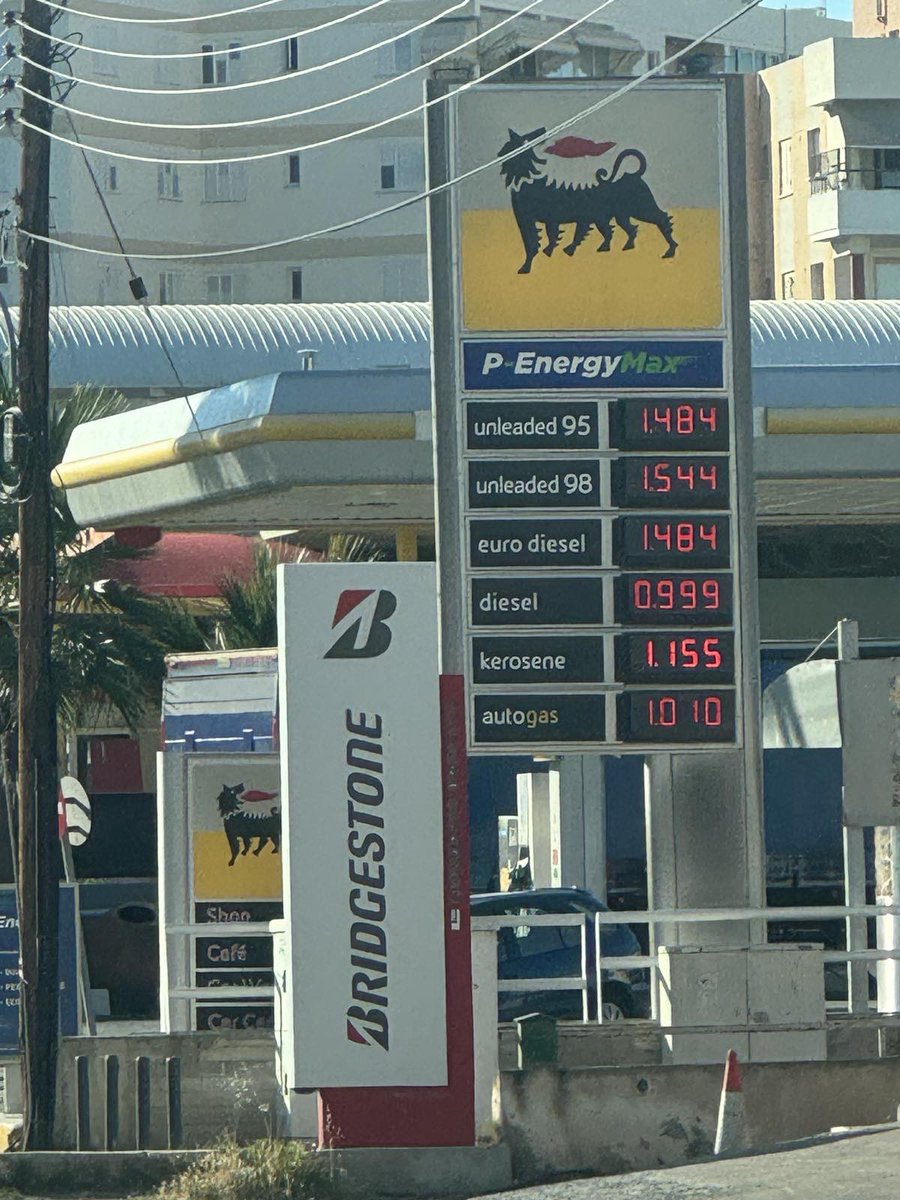 P-EnergyMax
unleaded 95 1.484
unleaded 98 1.544
euro diesel 1.484
diesel 0.999
kerosene 1.155
autogas 1.010
BRIDGESTONE
Shop
Café